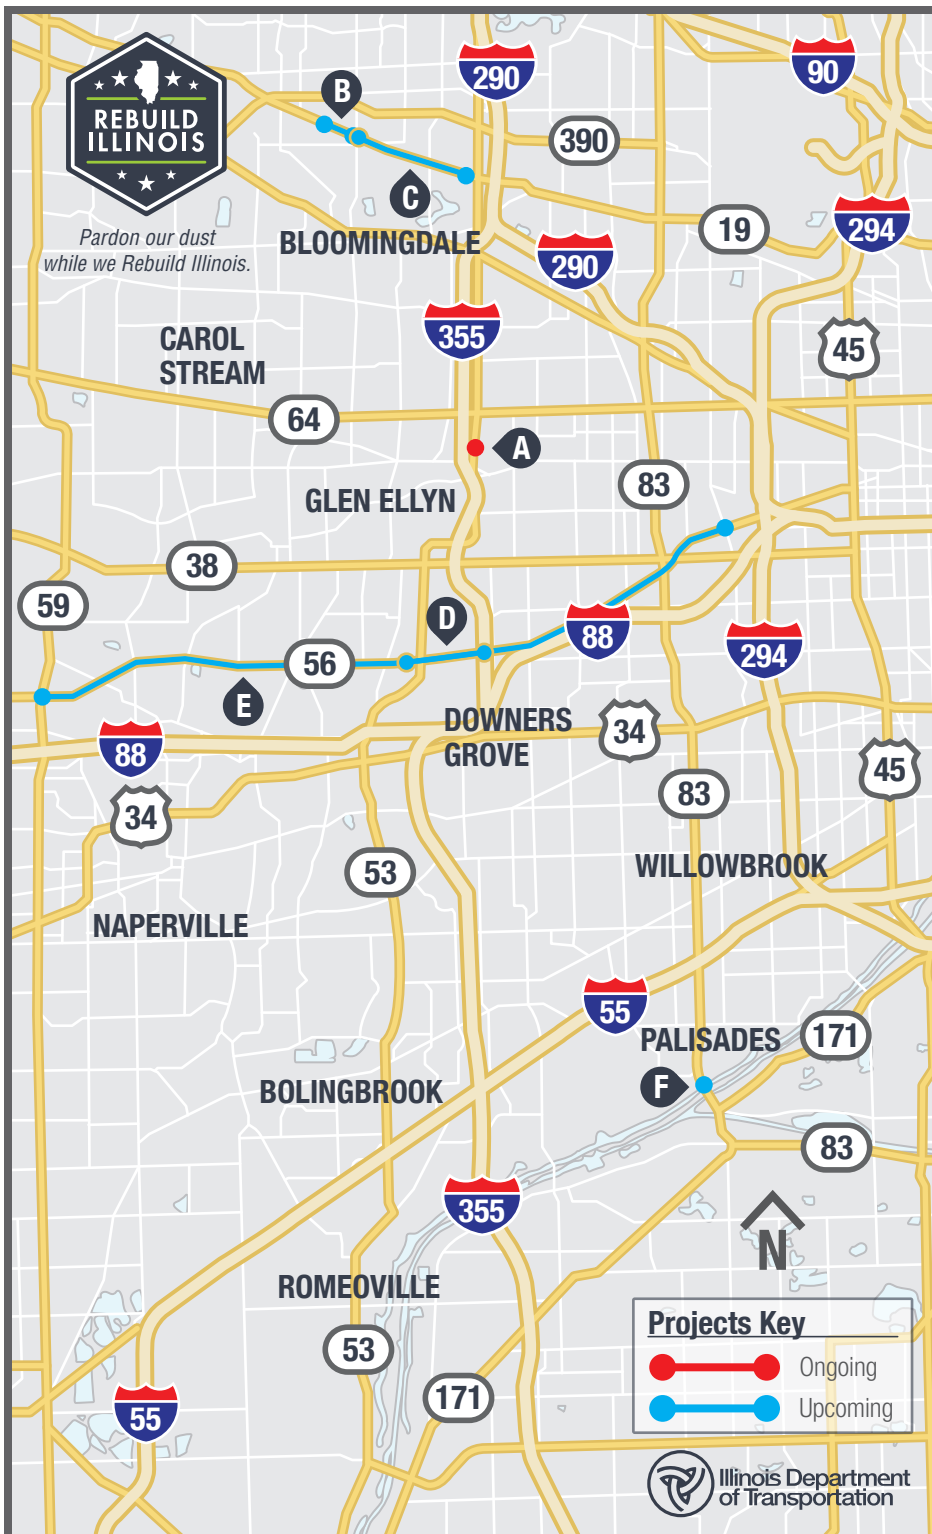 REBUILD
ILLINOIS
Pardon our dust
while we Rebuild Illinois.
290
90
B
390
C
19
294
BLOOMINGDALE
290
355
45
CAROL
STREAM
64
A
83
GLEN ELLYN
38
59
D
88
294
56
E
DOWNERS
GROVE
34
88
45
34
83
53
WILLOWBROOK
NAPERVILLE
55
PALISADES
171
F
BOLINGBROOK
83
355
N
ROMEOVILLE
53
171
55
Projects Key
Ongoing
Upcoming
Illinois Department
of Transportation